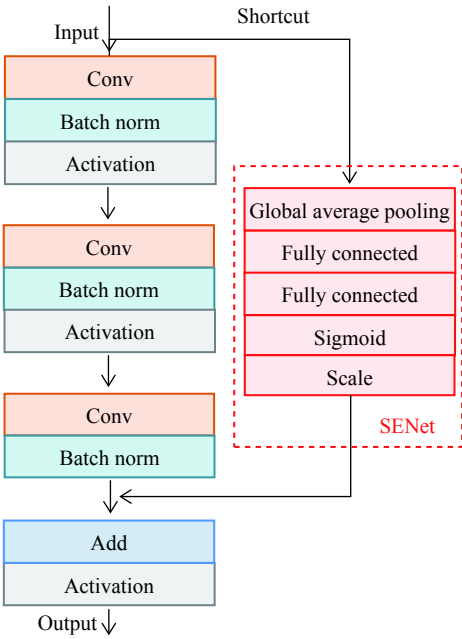 Shortcut
Input
Conv
Batch norm
Activation
Conv
Batch norm
Activation
Conv
Batch norm
Global average pooling
Fully connected
Fully connected
Sigmoid
Scale
SENet
Add
Activation
Output